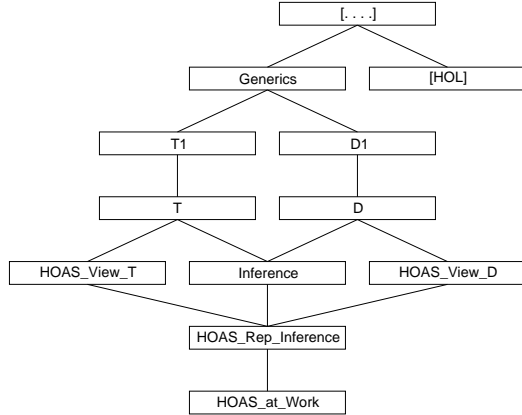 [. . . .]
Generics
[HOL]
T1
D1
T
D
HOAS_View_T
Inference
HOAS_View_D
HOAS_Rep_Inference
HOAS_at_Work